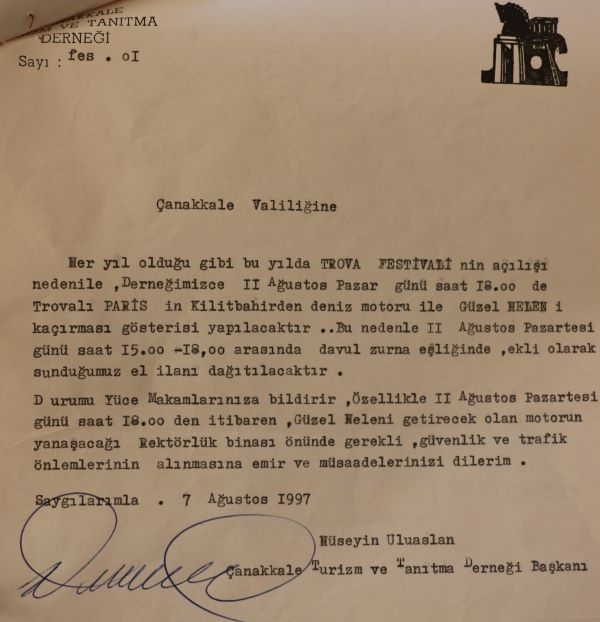 VE TANITMA
DERNEĞİ
Sayı : fes . oI
Çanakkale Valiliğine
Her yıl olduğu gibi bu yılda TROVA FESTİVALİ nin açılışı
nedenile ,Derneğimizce II Ağustos Pazar günü saat I8.oo de
Trovalı PARİS in Kilitbahirden deniz motoru ile Güzel HELEN i
kaçırması gösterisi yapılacaktır ..Bu nedenle II Ağustos Pazartesi
günü saat I5.oo -I8,oo arasında davul zurna eşliğinde ,ekli olarak
sunduğumuz el ilanı dağıtılacaktır .
D urumu Yüce Makamlarınıza bildirir ,Özellikle II Ağustos Pazartesi
günü saat I8.oo den itibaren ,Güzel Heleni getirecek olan motorun
yanaşacağı Rektörlük binası önünde gerekli ,güvenlik ve trafik
önlemlerinin alınmasına emir ve müsaadelerinizi dilerim .
Saygılarımla . 7 Ağustos I997
Hüseyin Uluaslan
Çanakkale Turizm ve Tanıtma Derneği Başkanı